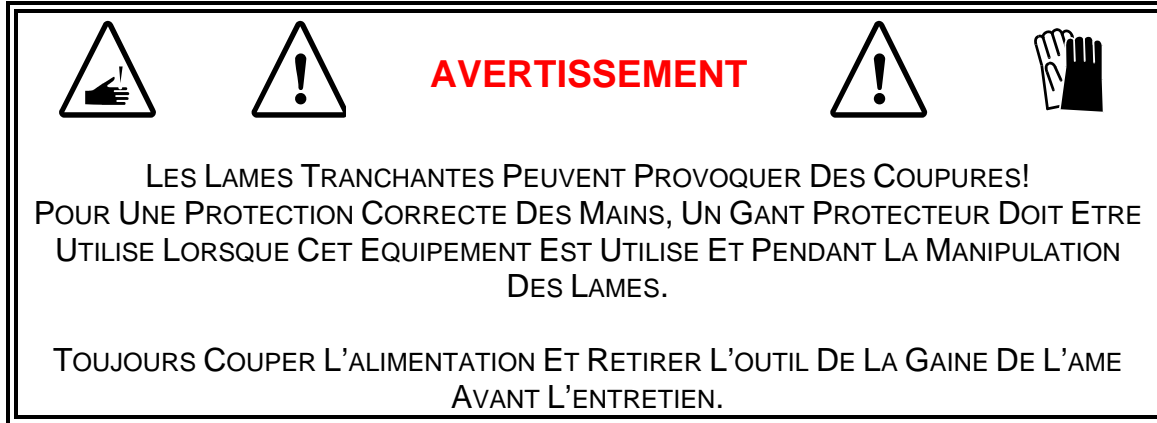 AVERTISSEMENT
LES LAMES TRANCHANTES PEUVENT PROVOQUER DES COUPURES!
POUR UNE PROTECTION CORRECTE DES MAINS, UN GANT PROTECTEUR DOIT ETRE
UTILISE LORSQUE CET EQUIPEMENT EST UTILISE ET PENDANT LA MANIPULATION
DES LAMES.
TOUJOURS COUPER L’ALIMENTATION ET RETIRER L’OUTIL DE LA GAINE DE L’AME
AVANT L’ENTRETIEN.